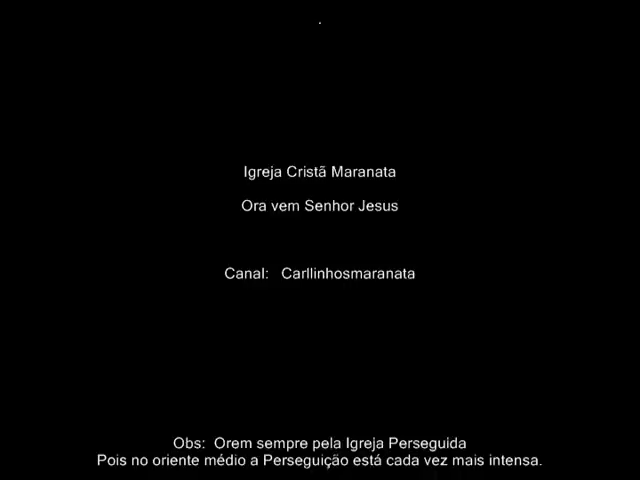 .
Igreja Cristã Maranata
Ora vem Senhor Jesus
Canal: Carllinhosmaranata
Obs: Orem sempre pela Igreja Perseguida
Pois no oriente médio a Perseguição está cada vez mais intensa.